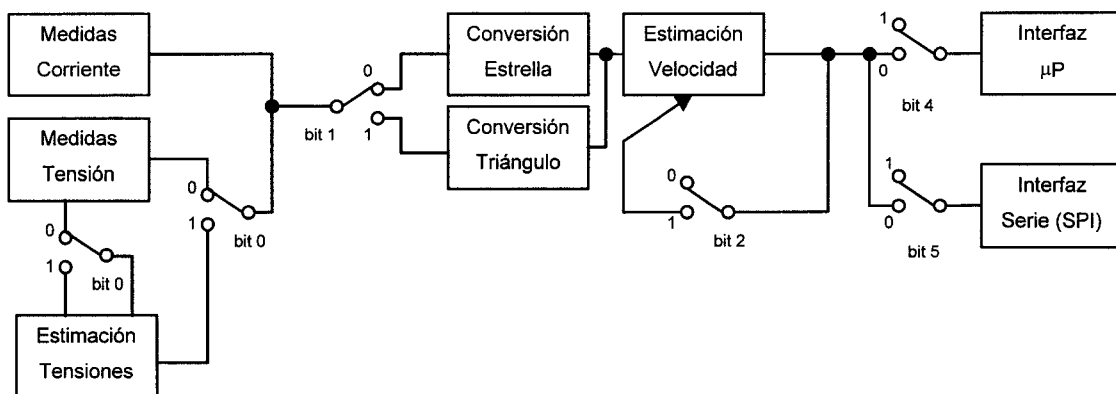 Medidas
Corriente
Medidas
Tensión
0
1
bit 0
Estimación
Tensiones
0
1
bit 0
0
1
bit 1
Conversión
Estrella
Conversión
Triángulo
Estimación
Velocidad
0
1
bit 2
1
0
bit 4
Interfaz
µP
1
0
bit 5
Interfaz
Serie (SPI)